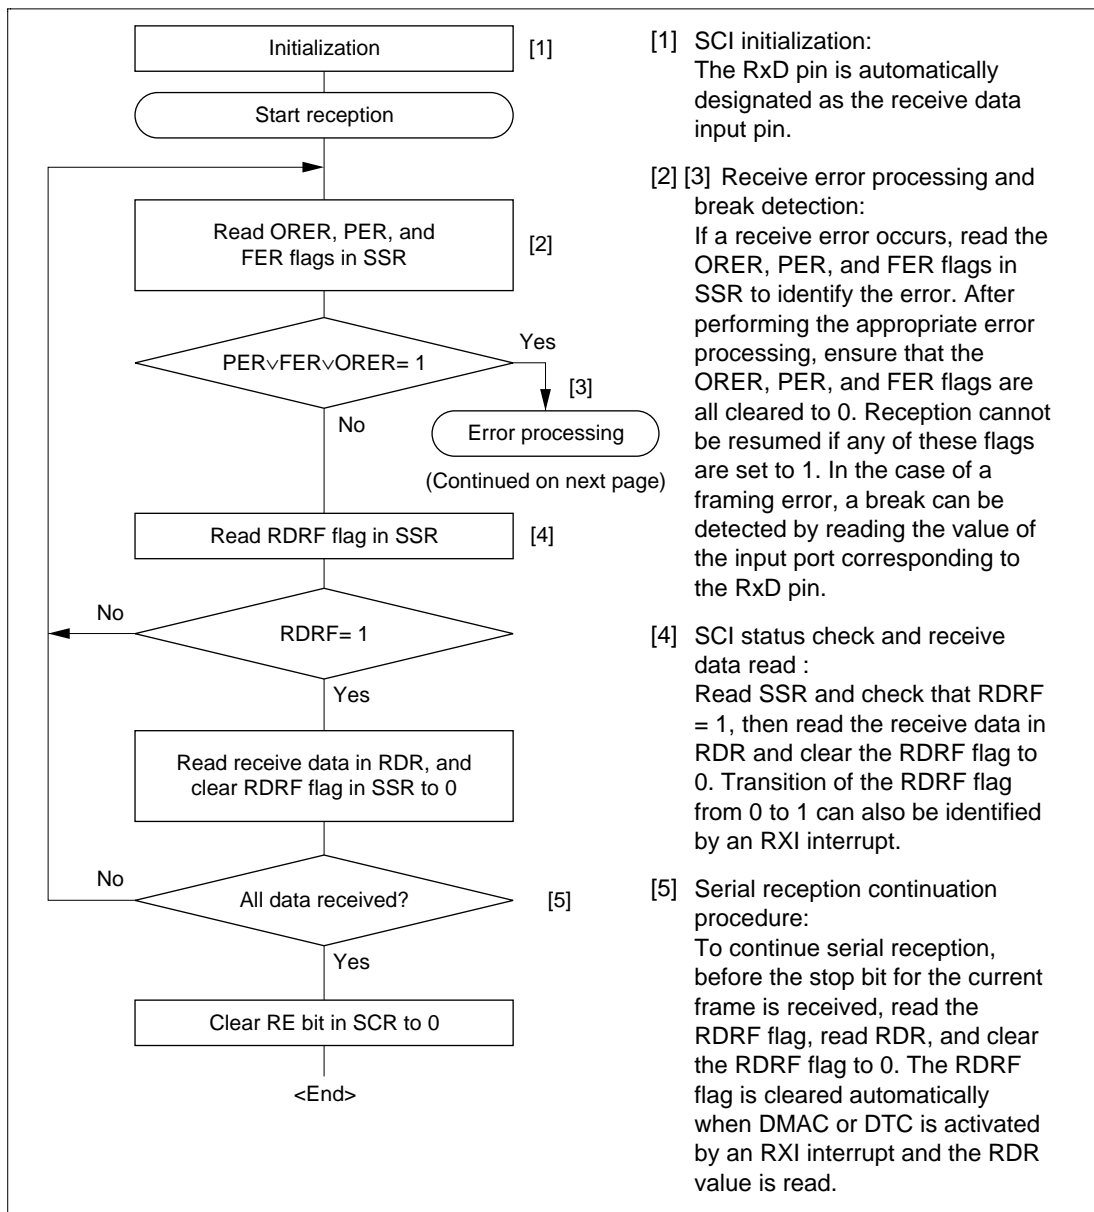 Initialization
[1]
Start reception
Read ORER, PER, and
FER flags in SSR
[2]
PER∨FER∨ORER= 1
Yes
[3]
No
Error processing
(Continued on next page)
Read RDRF flag in SSR
[4]
No
RDRF= 1
Yes
Read receive data in RDR, and
clear RDRF flag in SSR to 0
No
All data received?
[5]
Yes
Clear RE bit in SCR to 0
<End>
[1] SCI initialization:
The RxD pin is automatically
designated as the receive data
input pin.
[2] [3] Receive error processing and
break detection:
If a receive error occurs, read the
ORER, PER, and FER flags in
SSR to identify the error. After
performing the appropriate error
processing, ensure that the
ORER, PER, and FER flags are
all cleared to 0. Reception cannot
be resumed if any of these flags
are set to 1. In the case of a
framing error, a break can be
detected by reading the value of
the input port corresponding to
the RxD pin.
[4] SCI status check and receive
data read :
Read SSR and check that RDRF
= 1, then read the receive data in
RDR and clear the RDRF flag to
0. Transition of the RDRF flag
from 0 to 1 can also be identified
by an RXI interrupt.
[5] Serial reception continuation
procedure:
To continue serial reception,
before the stop bit for the current
frame is received, read the
RDRF flag, read RDR, and clear
the RDRF flag to 0. The RDRF
flag is cleared automatically
when DMAC or DTC is activated
by an RXI interrupt and the RDR
value is read.